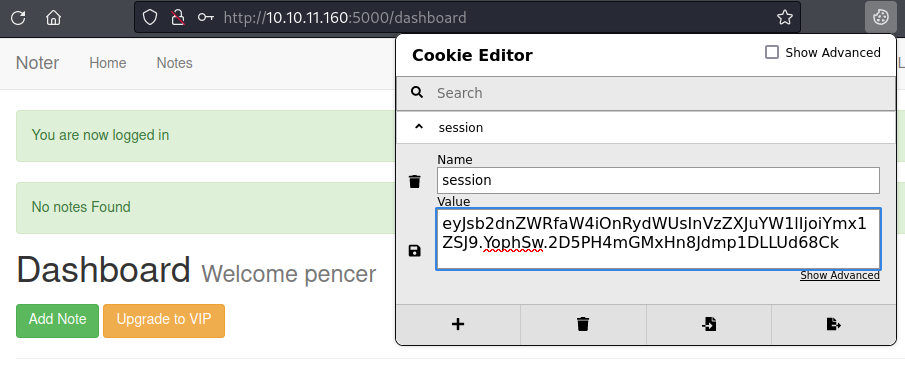 http://10.10.11.160:5000/dashboard
Noter Home Notes
Cookie Editor Show Advanced
Search
You are now logged in
session
Name
session
Value
eyJsb2dnZWRfaW4iOnRydWUsInVzZXJuYW1lIjoiYmx1
ZSJ9.YophSw.2D5PH4mGMxHn8Jdmp1DLLUd68Ck
Show Advanced
No notes Found
Dashboard Welcome pencer
Add Note Upgrade to VIP